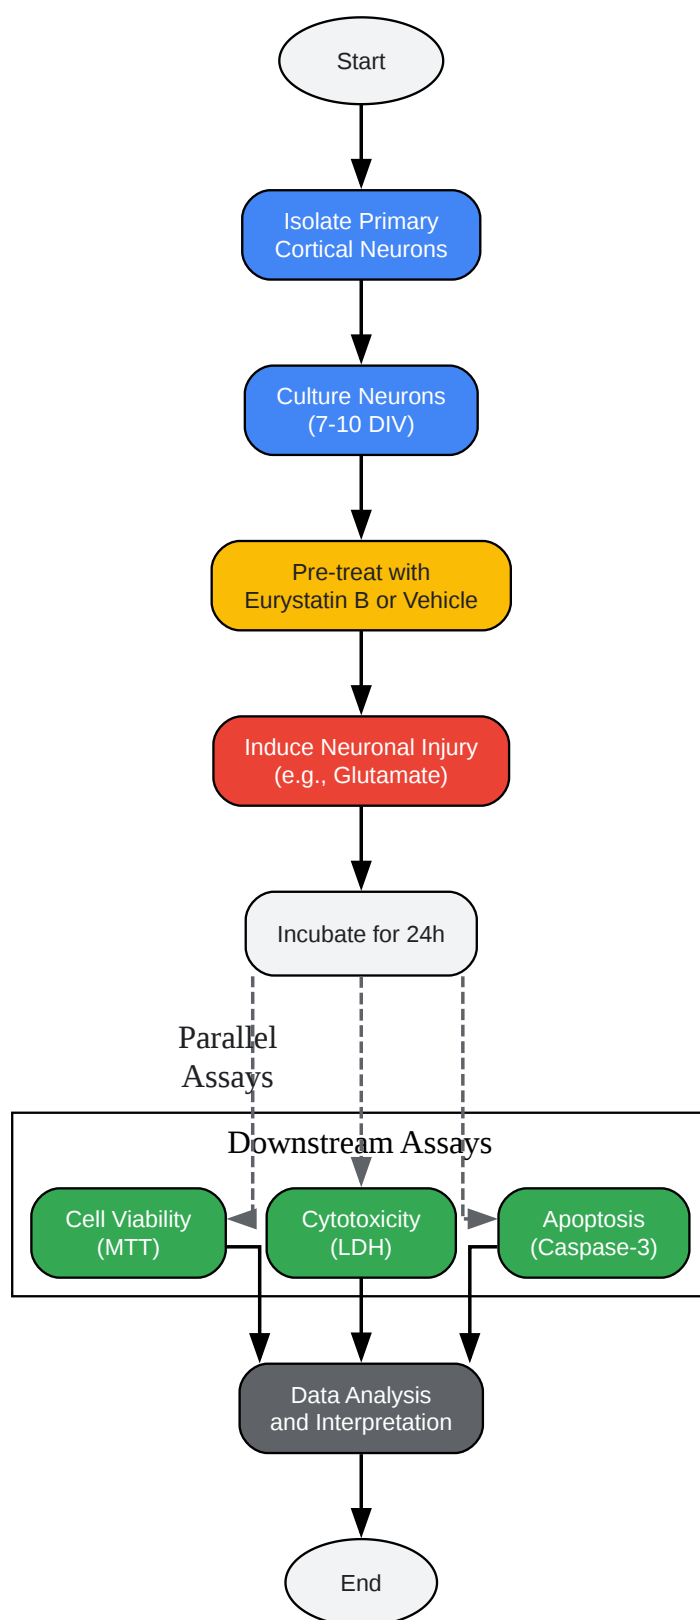 Start
Isolate Primary
Cortical Neurons
Culture Neurons
(7-10 DIV)
Pre-treat with
Eurystatin B or Vehicle
Induce Neuronal Injury
(e.g., Glutamate)
Incubate for 24h
Parallel
Assays
Downstream Assays
Cell Viability
(MTT)
Cytotoxicity
(LDH)
Apoptosis
(Caspase-3)
Data Analysis
and Interpretation
End